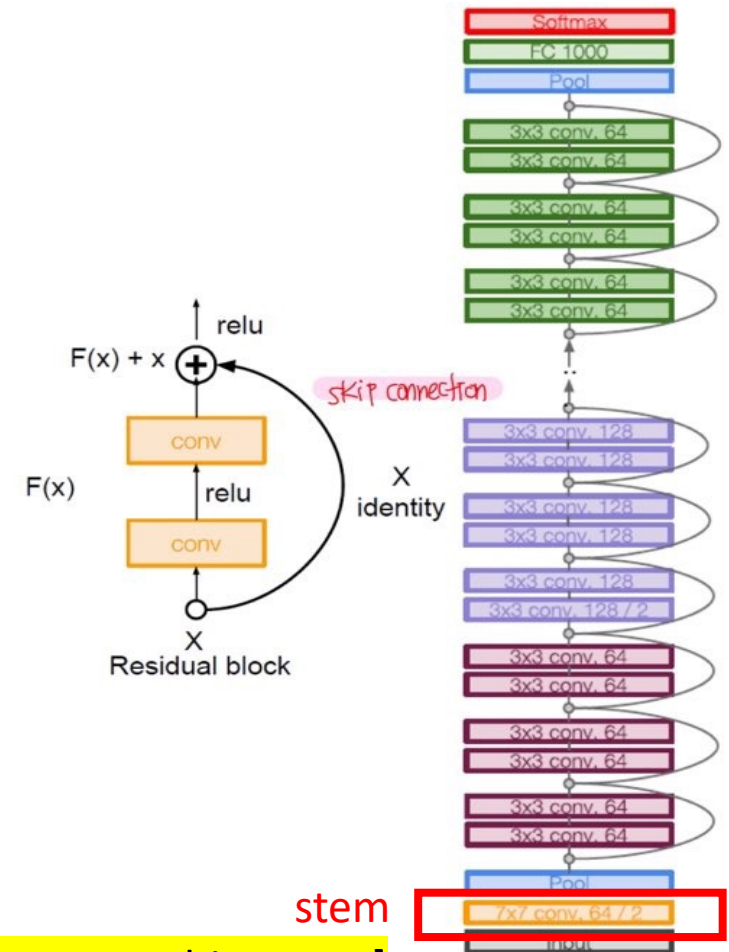 Softmax
FC 1000
Pool
3x3 conv, 64
3x3 conv, 64
3x3 conv, 64
3x3 conv, 64
3x3 conv, 64
3x3 conv, 64
..
3x3 conv, 128
3x3 conv, 128
3x3 conv, 128
3x3 conv, 128
3x3 conv, 128
3x3 conv, 128 / 2
3x3 conv, 64
3x3 conv, 64
3x3 conv, 64
3x3 conv, 64
3x3 conv, 64
3x3 conv, 64
Pool
7x7 conv, 64 / 2
Input
stem
relu
F(x) + x
+
skip connection
conv
F(x)
relu
X
identity
conv
X
Residual block